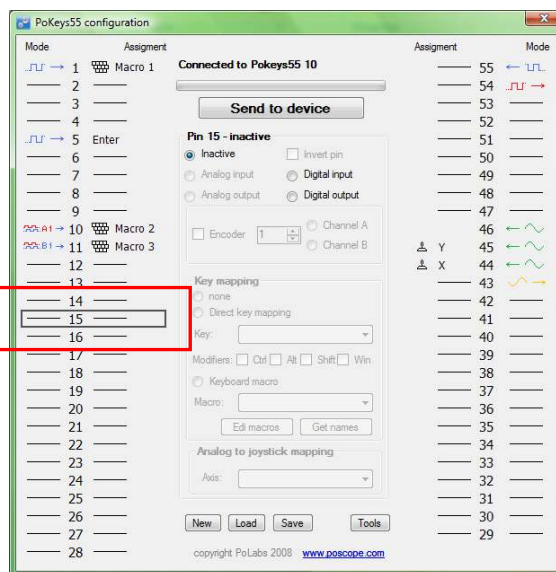 PoKeys55 configuration
Mode Assigment Assigment Mode
1 Macro 1 Connected to Pokeys55 10 55
2 54
3 Send to device 53
4 52
5 Enter Pin 15 - inactive 51
6 Inactive Invert pin 50
7 Analog input Digital input 49
8 Analog output Digital output 48
9 47
A1 10 Macro 2 Encoder 1 Channel A 46
B1 11 Macro 3 Channel B Y 45
12 X 44
13 Key mapping 43
14 none 42
15 Direct key mapping 41
16 Key: 40
17 Modifiers: Ctrl Alt Shift Win 39
18 Keyboard macro 38
19 Macro: 37
20 36
21 Edi macros Get names 35
22 Analog to joystick mapping 34
23 33
24 Axis: 32
25 31
26 New Load Save Tools 30
27 29
28 copyright PoLabs 2008 www.poscope.com